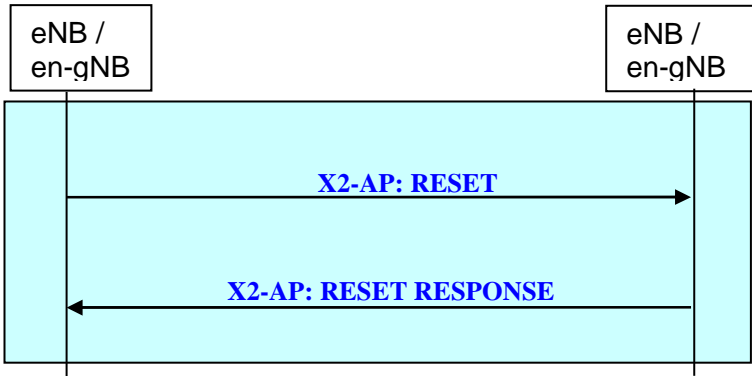 eNB /
en-gNB
eNB /
en-gNB
X2-AP: RESET
X2-AP: RESET RESPONSE